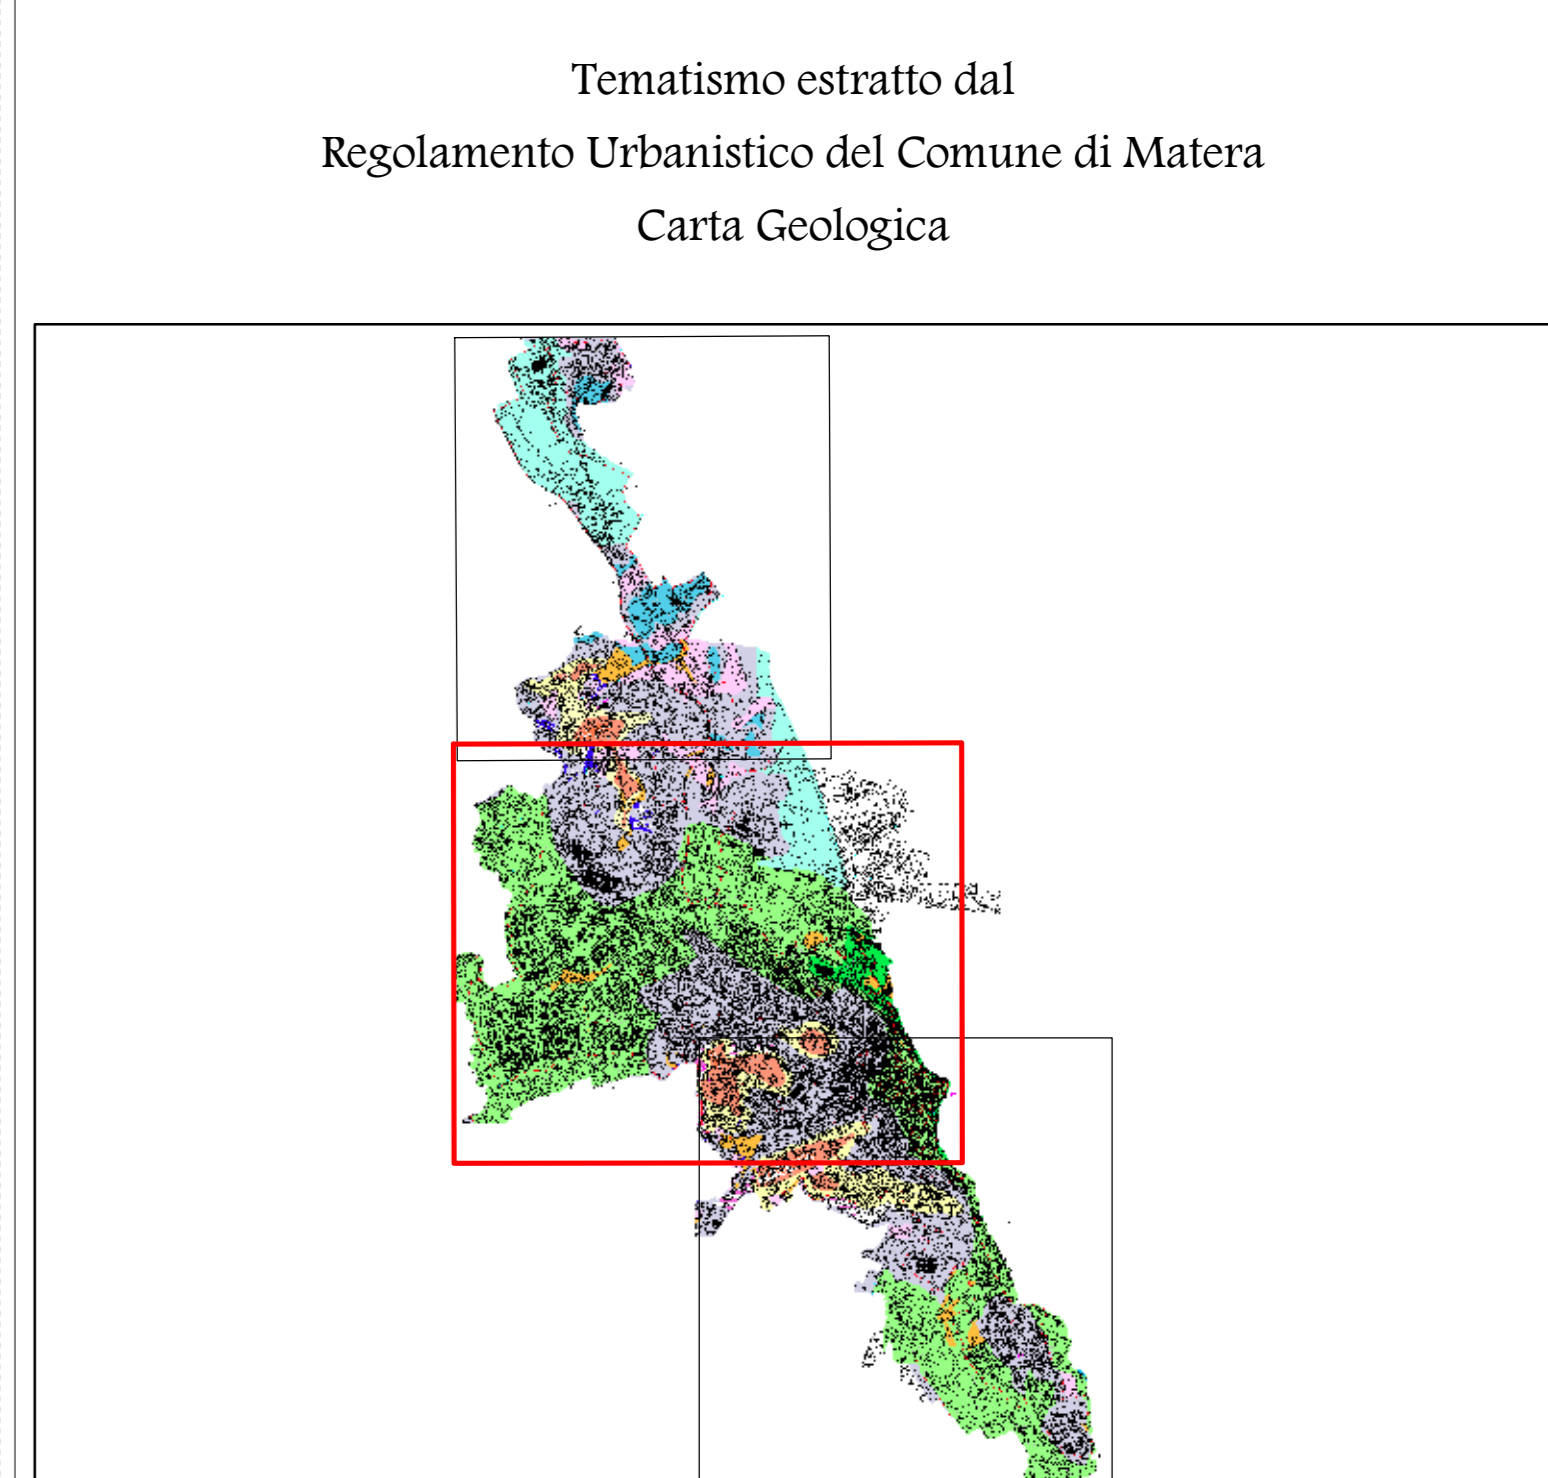 Tematismo estratto dal
Regolamento Urbanistico del Comune di Matera
Carta Geologica